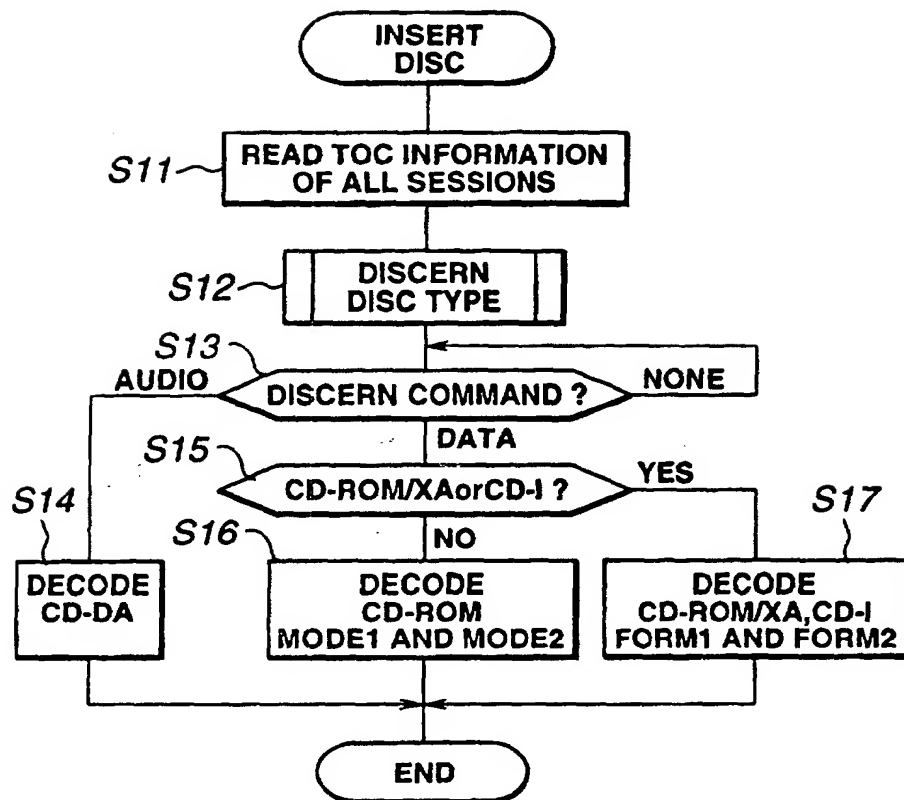 INSERT
DISC
S11
READ TOC INFORMATION
OF ALL SESSIONS
S12
DISCERN
DISC TYPE
S13
AUDIO
DISCERN COMMAND ?
NONE
DATA
S15
CD-ROM/XAorCD-I ?
YES
S14
S16
NO
S17
DECODE
CD-DA
DECODE
CD-ROM
MODE1 AND MODE2
DECODE
CD-ROM/XA,CD-I
FORM1 AND FORM2
END